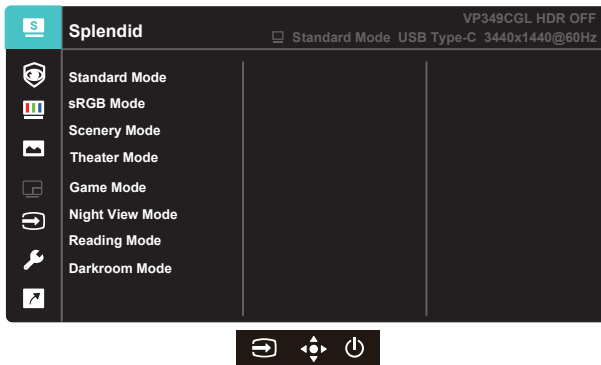 S
Splendid
VP349CGL HDR OFF
Standard Mode USB Type-C 3440x1440@60Hz
Standard Mode
sRGB Mode
Scenery Mode
Theater Mode
Game Mode
Night View Mode
Reading Mode
Darkroom Mode